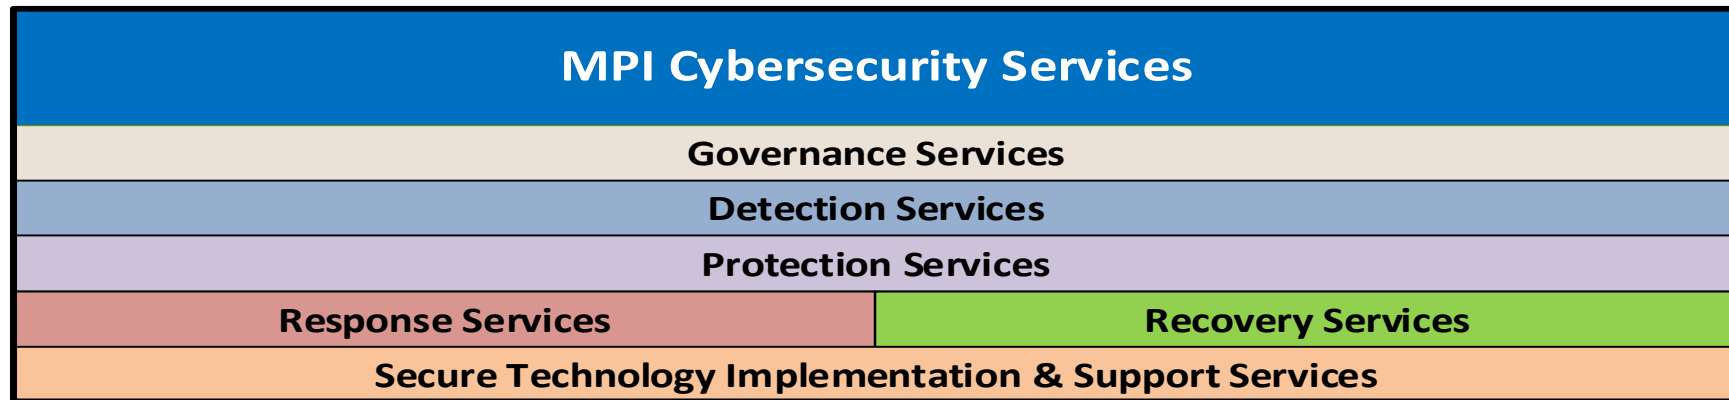 MPI Cybersecurity Services
Governance Services
Detection Services
Protection Services
Response Services
Recovery Services
Secure Technology Implementation & Support Services